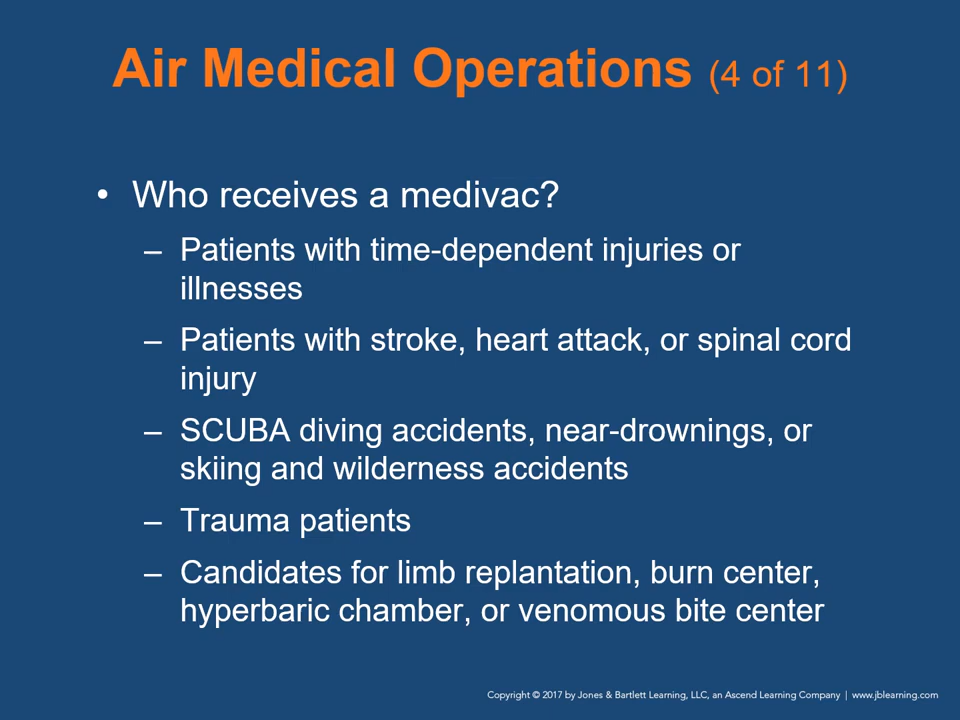 Air Medical Operations (4 of 11)
• Who receives a medivac?
– Patients with time-dependent injuries or
illnesses
– Patients with stroke, heart attack, or spinal cord
injury
– SCUBA diving accidents, near-drownings, or
skiing and wilderness accidents
– Trauma patients
– Candidates for limb replantation, burn center,
hyperbaric chamber, or venomous bite center
Copyright © 2017 by Jones & Bartlett Learning, LLC, an Ascend Learning Company | www.jblearning.com